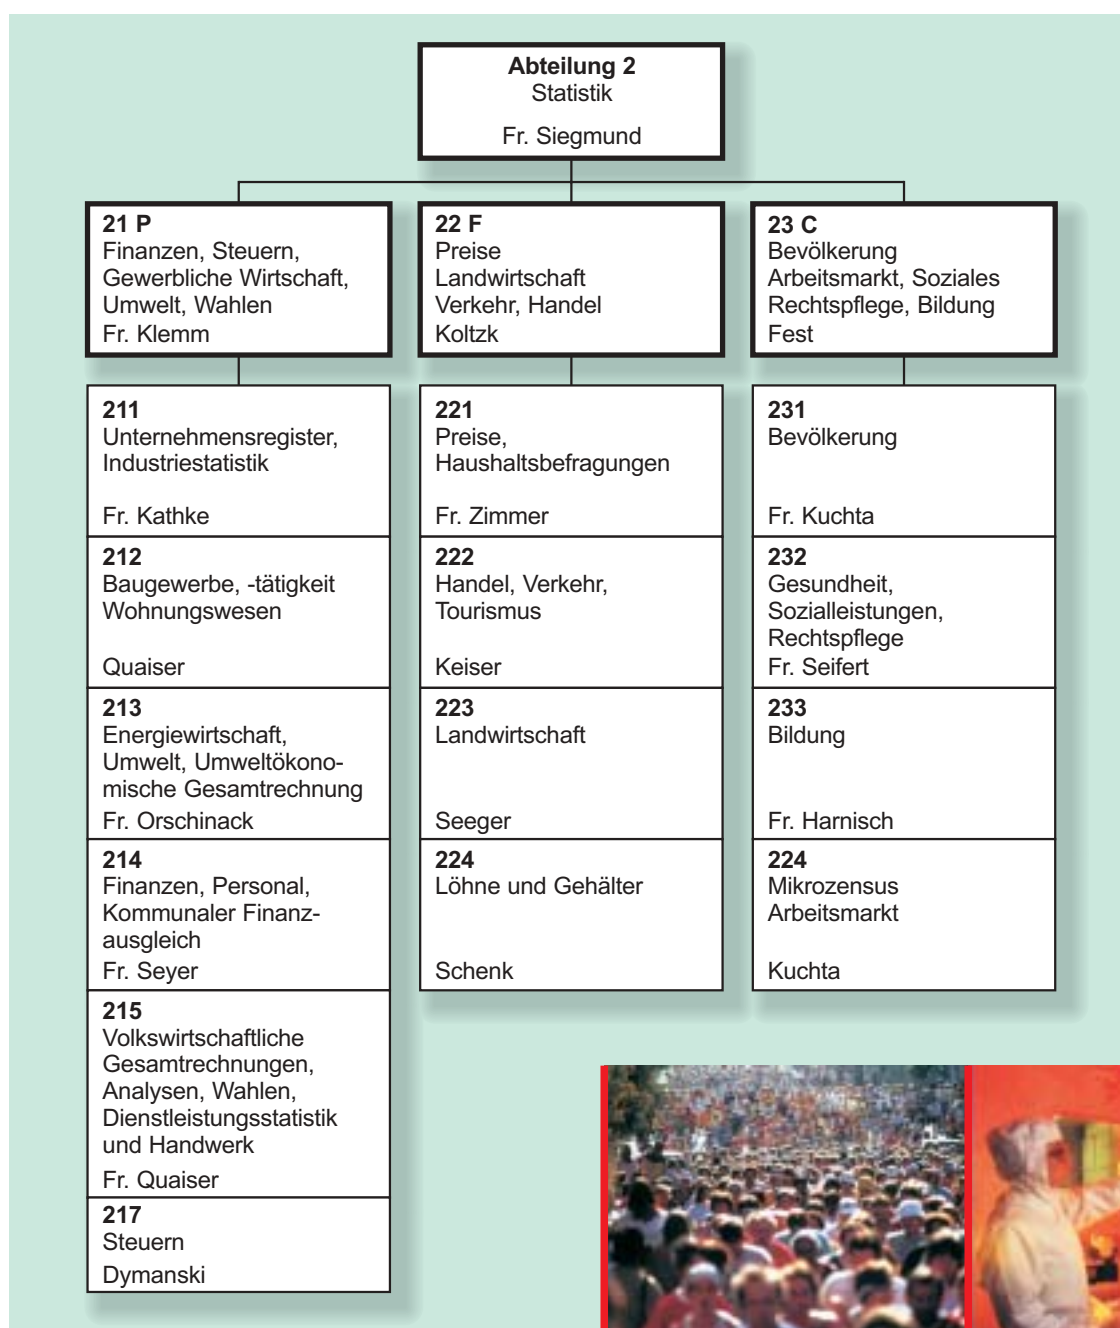 Abteilung 2
Statistik
Fr. Siegmund
21 P
Finanzen, Steuern,
Gewerbliche Wirtschaft,
Umwelt, Wahlen
Fr. Klemm
22 F
Preise
Landwirtschaft
Verkehr, Handel
Koltzk
23 C
Bevölkerung
Arbeitsmarkt, Soziales
Rechtspflege, Bildung
Fest
211
Unternehmensregister,
Industriestatistik
Fr. Kathke
212
Baugewerbe, -tätigkeit
Wohnungswesen
Quaiser
213
Energiewirtschaft,
Umwelt, Umweltökono-
mische Gesamtrechnung
Fr. Orschinack
214
Finanzen, Personal,
Kommunaler Finanz-
ausgleich
Fr. Seyer
215
Volkswirtschaftliche
Gesamtrechnungen,
Analysen, Wahlen,
Dienstleistungsstatistik
und Handwerk
Fr. Quaiser
217
Steuern
Dymanski
221
Preise,
Haushaltsbefragungen
Fr. Zimmer
222
Handel, Verkehr,
Tourismus
Keiser
223
Landwirtschaft
Seeger
224
Löhne und Gehälter
Schenk
231
Bevölkerung
Fr. Kuchta
232
Gesundheit,
Sozialleistungen,
Rechtspflege
Fr. Seifert
233
Bildung
Fr. Harnisch
224
Mikrozensus
Arbeitsmarkt
Kuchta